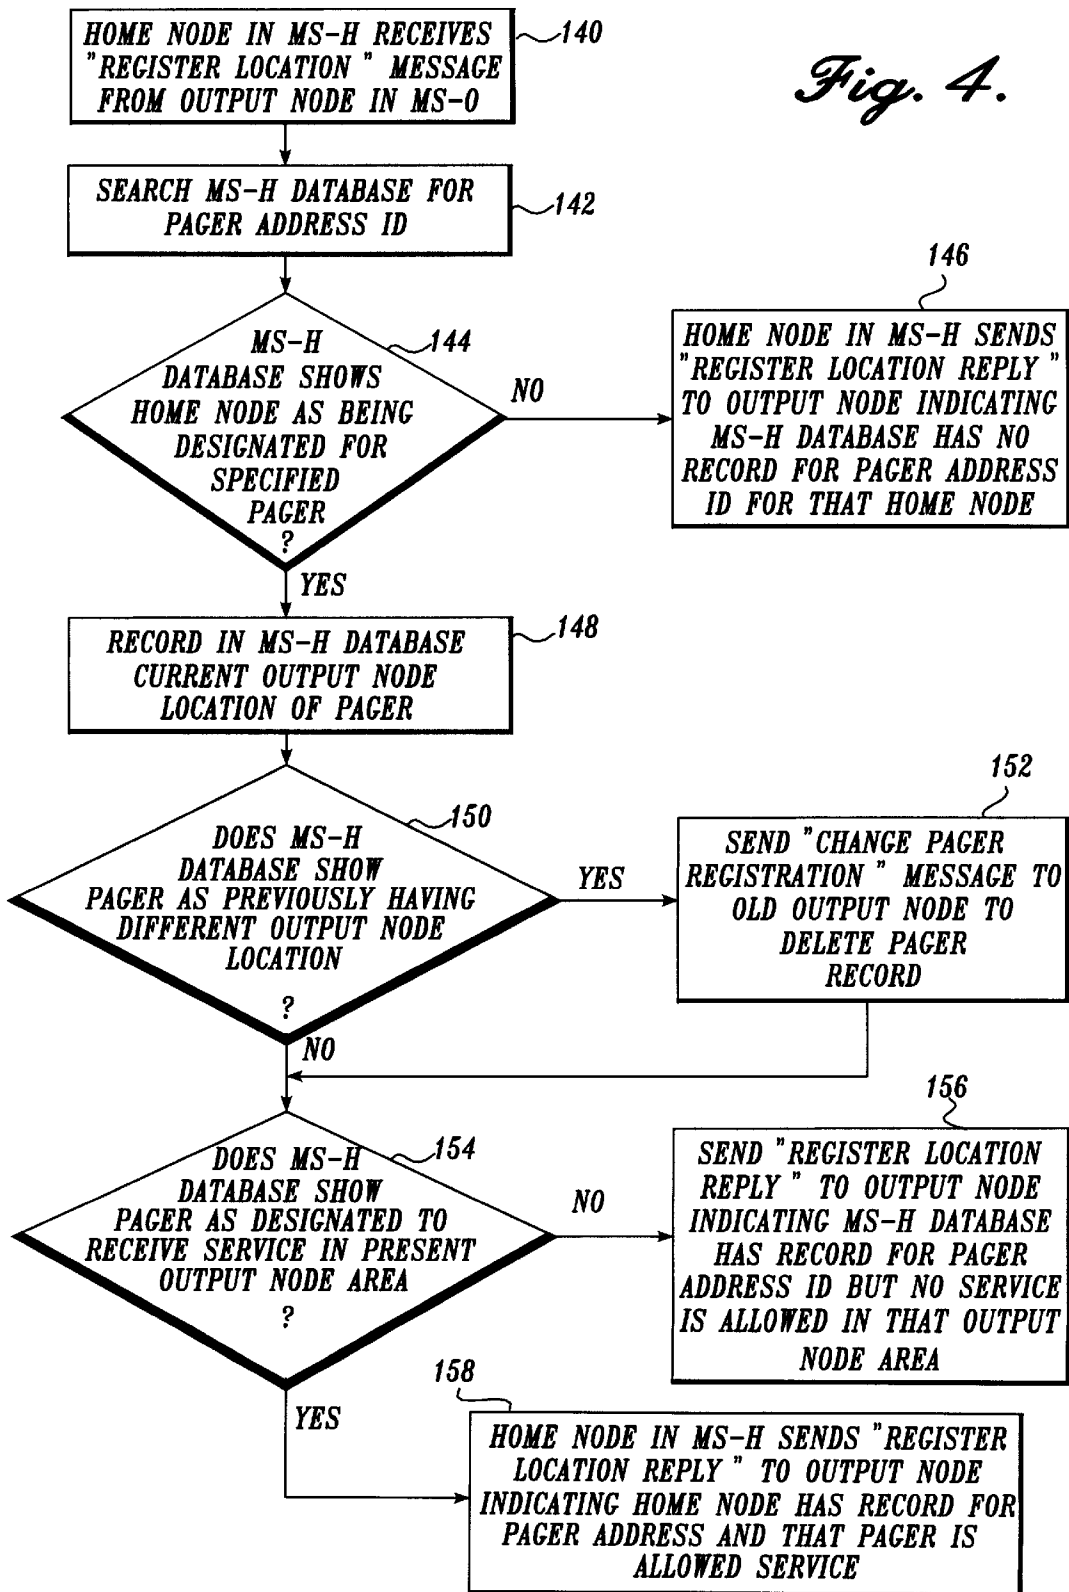 HOME NODE IN MS-H RECEIVES
"REGISTER LOCATION" MESSAGE
FROM OUTPUT NODE IN MS-O
140
Fig. 4.
SEARCH MS-H DATABASE FOR
PAGER ADDRESS ID
142
MS-H
DATABASE SHOWS
HOME NODE AS BEING
DESIGNATED FOR
SPECIFIED
PAGER
?
144
NO
146
HOME NODE IN MS-H SENDS
"REGISTER LOCATION REPLY"
TO OUTPUT NODE INDICATING
MS-H DATABASE HAS NO
RECORD FOR PAGER ADDRESS
ID FOR THAT HOME NODE
YES
RECORD IN MS-H DATABASE
CURRENT OUTPUT NODE
LOCATION OF PAGER
148
DOES MS-H
DATABASE SHOW
PAGER AS PREVIOUSLY HAVING
DIFFERENT OUTPUT NODE
LOCATION
?
150
YES
152
SEND "CHANGE PAGER
REGISTRATION" MESSAGE TO
OLD OUTPUT NODE TO
DELETE PAGER
RECORD
NO
DOES MS-H
DATABASE SHOW
PAGER AS DESIGNATED TO
RECEIVE SERVICE IN PRESENT
OUTPUT NODE AREA
?
154
NO
156
SEND "REGISTER LOCATION
REPLY" TO OUTPUT NODE
INDICATING MS-H DATABASE
HAS RECORD FOR PAGER
ADDRESS ID BUT NO SERVICE
IS ALLOWED IN THAT OUTPUT
NODE AREA
YES
158
HOME NODE IN MS-H SENDS "REGISTER
LOCATION REPLY" TO OUTPUT NODE
INDICATING HOME NODE HAS RECORD FOR
PAGER ADDRESS AND THAT PAGER IS
ALLOWED SERVICE